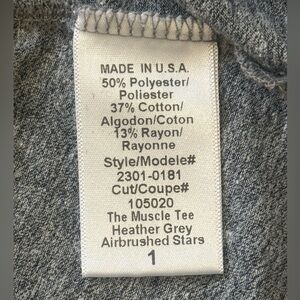 MADE IN U.S.A.
50% Polyester/
Poliester
37% Cotton/
Algodon/Coton
13% Rayon/
Rayonne
Style/Modele#
2301-0181
Cut/Coupe#
105020
The Muscle Tee
Heather Grey
Airbrushed Stars
1